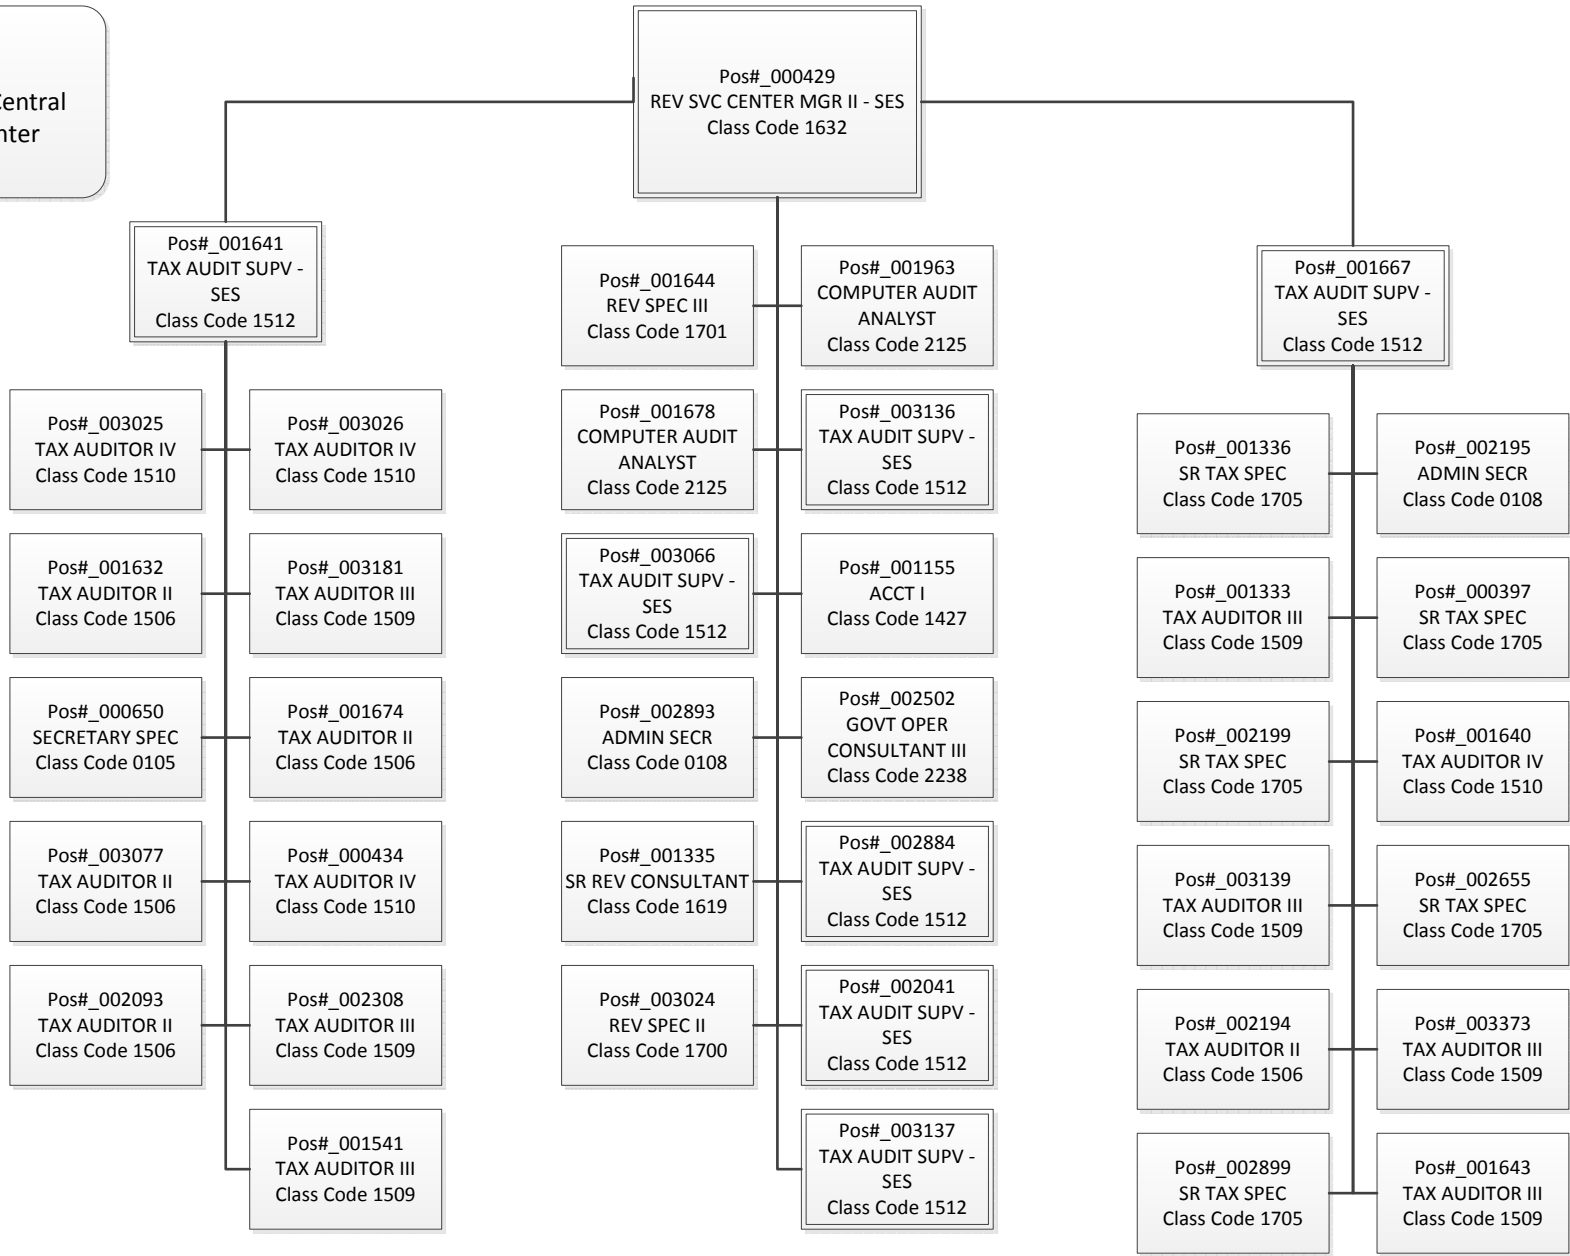 Pos#_000429
REV SVC CENTER MGR II - SES
Class Code 1632
Pos#_001641
TAX AUDIT SUPV -
SES
Class Code 1512
Pos#_003025
TAX AUDITOR IV
Class Code 1510
Pos#_003026
TAX AUDITOR IV
Class Code 1510
Pos#_001632
TAX AUDITOR II
Class Code 1506
Pos#_003181
TAX AUDITOR III
Class Code 1509
Pos#_000650
SECRETARY SPEC
Class Code 0105
Pos#_001674
TAX AUDITOR II
Class Code 1506
Pos#_003077
TAX AUDITOR II
Class Code 1506
Pos#_000434
TAX AUDITOR IV
Class Code 1510
Pos#_002093
TAX AUDITOR II
Class Code 1506
Pos#_002308
TAX AUDITOR III
Class Code 1509
Pos#_001541
TAX AUDITOR III
Class Code 1509
Pos#_001644
REV SPEC III
Class Code 1701
Pos#_001963
COMPUTER AUDIT
ANALYST
Class Code 2125
Pos#_001678
COMPUTER AUDIT
ANALYST
Class Code 2125
Pos#_003136
TAX AUDIT SUPV -
SES
Class Code 1512
Pos#_003066
TAX AUDIT SUPV -
SES
Class Code 1512
Pos#_001155
ACCT I
Class Code 1427
Pos#_002893
ADMIN SECR
Class Code 0108
Pos#_002502
GOVT OPER
CONSULTANT III
Class Code 2238
Pos#_001335
SR REV CONSULTANT
Class Code 1619
Pos#_002884
TAX AUDIT SUPV -
SES
Class Code 1512
Pos#_003024
REV SPEC II
Class Code 1700
Pos#_002041
TAX AUDIT SUPV -
SES
Class Code 1512
Pos#_003137
TAX AUDIT SUPV -
SES
Class Code 1512
Pos#_001667
TAX AUDIT SUPV -
SES
Class Code 1512
Pos#_001336
SR TAX SPEC
Class Code 1705
Pos#_002195
ADMIN SECR
Class Code 0108
Pos#_001333
TAX AUDITOR III
Class Code 1509
Pos#_000397
SR TAX SPEC
Class Code 1705
Pos#_002199
SR TAX SPEC
Class Code 1705
Pos#_001640
TAX AUDITOR IV
Class Code 1510
Pos#_003139
TAX AUDITOR III
Class Code 1509
Pos#_002655
SR TAX SPEC
Class Code 1705
Pos#_002194
TAX AUDITOR II
Class Code 1506
Pos#_003373
TAX AUDITOR III
Class Code 1509
Pos#_002899
SR TAX SPEC
Class Code 1705
Pos#_001643
TAX AUDITOR III
Class Code 1509